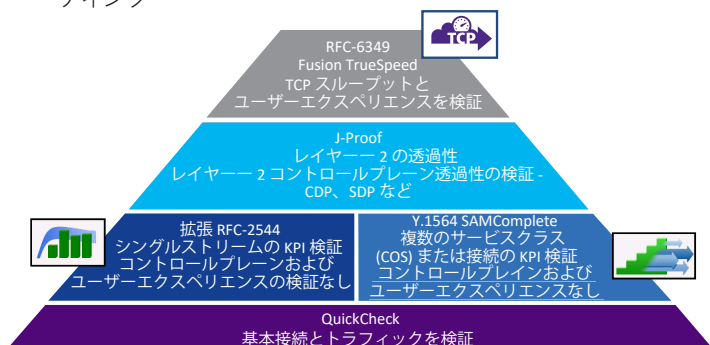 RFC-6349
Fusion TrueSpeed
TCP スループットと
ユーザーエクスペリエンスを検証
TCP
J-Proof
レイヤーー 2 の透過性
レイヤーー 2 コントロールプレーン透過性の検証 -
CDP、SDP など
拡張 RFC-2544
シングルストリームの KPI 検証
コントロールプレーンおよび
ユーザーエクスペリエンスの検証なし
Y.1564 SAMComplete
複数のサービスクラス
(COS) または接続の KPI 検証
コントロールプレインおよび
ユーザーエクスペリエンスなし
QuickCheck
基本接続とトラフィックを検証